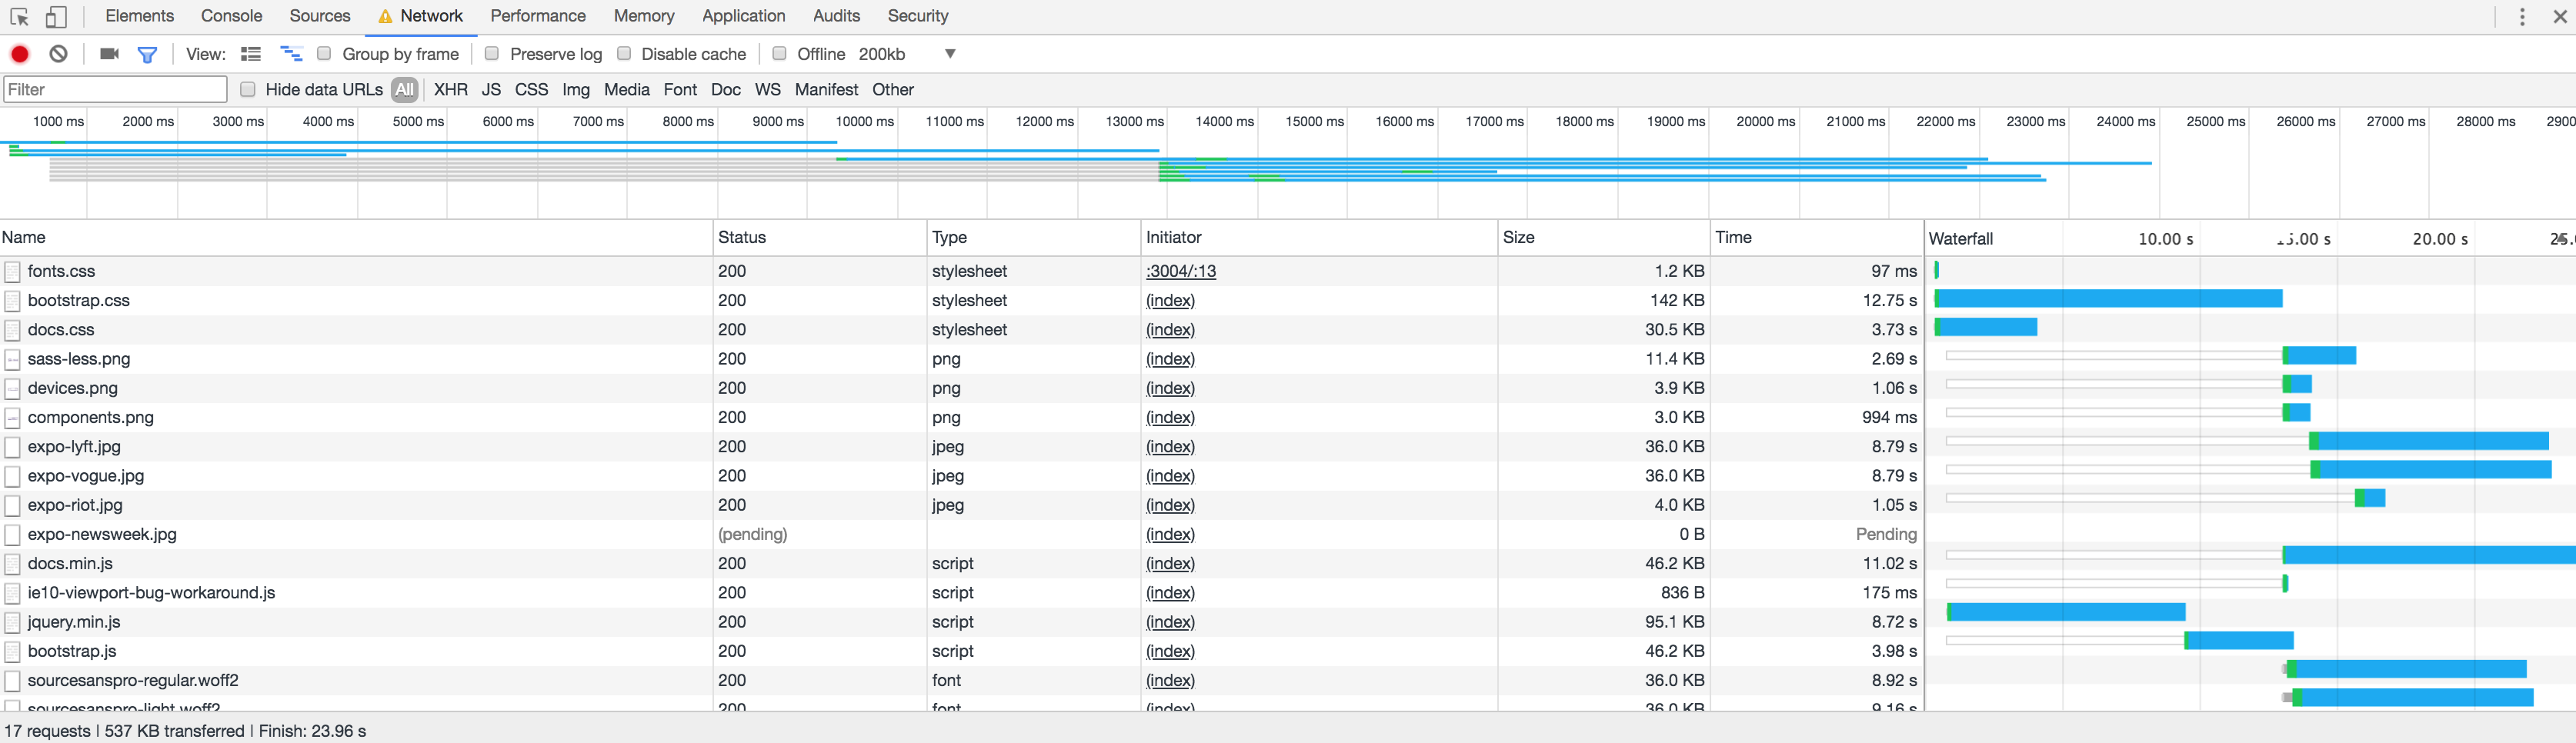 Elements Console Sources Network Performance Memory Application Audits Security
View: Group by frame Preserve log Disable cache Offline 200kb
Filter Hide data URLs All XHR JS CSS Img Media Font Doc WS Manifest Other
1000 ms 2000 ms 3000 ms 4000 ms 5000 ms 6000 ms 7000 ms 8000 ms 9000 ms 10000 ms 11000 ms 12000 ms 13000 ms 14000 ms 15000 ms 16000 ms 17000 ms 18000 ms 19000 ms 20000 ms 21000 ms 22000 ms 23000 ms 24000 ms 25000 ms 26000 ms 27000 ms 28000 ms 2900
Name Status Type Initiator Size Time Waterfall 10.00 s 15.00 s 20.00 s
fonts.css 200 stylesheet :3004/:13 1.2 KB 97 ms
bootstrap.css 200 stylesheet (index) 142 KB 12.75 s
docs.css 200 stylesheet (index) 30.5 KB 3.73 s
sass-less.png 200 png (index) 11.4 KB 2.69 s
devices.png 200 png (index) 3.9 KB 1.06 s
components.png 200 png (index) 3.0 KB 994 ms
expo-lyft.jpg 200 jpeg (index) 36.0 KB 8.79 s
expo-vogue.jpg 200 jpeg (index) 36.0 KB 8.79 s
expo-riot.jpg 200 jpeg (index) 4.0 KB 1.05 s
expo-newsweek.jpg (pending) (index) 0 B Pending
docs.min.js 200 script (index) 46.2 KB 11.02 s
ie10-viewport-bug-workaround.js 200 script (index) 836 B 175 ms
jquery.min.js 200 script (index) 95.1 KB 8.72 s
bootstrap.js 200 script (index) 46.2 KB 3.98 s
sourcesanspro-regular.woff2 200 font (index) 36.0 KB 8.92 s
sourcesanspro-light.woff2 200 font (index) 36.0 KB 9.16 s
17 requests | 537 KB transferred | Finish: 23.96 s